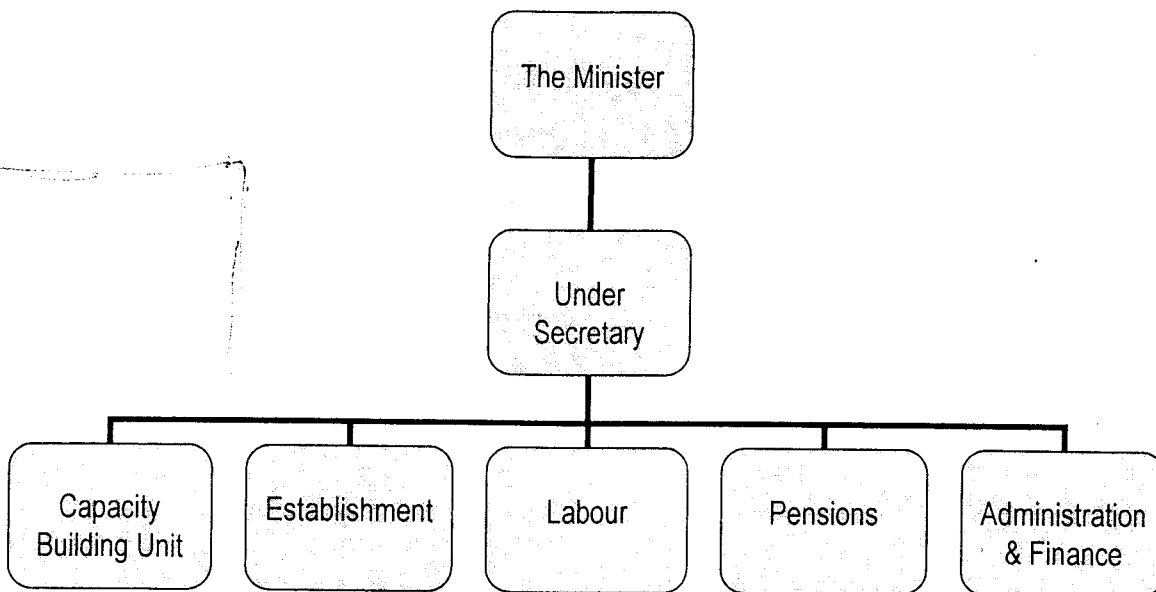 The Minister
Under
Secretary
Capacity
Building Unit
Establishment
Labour
Pensions
Administration
& Finance